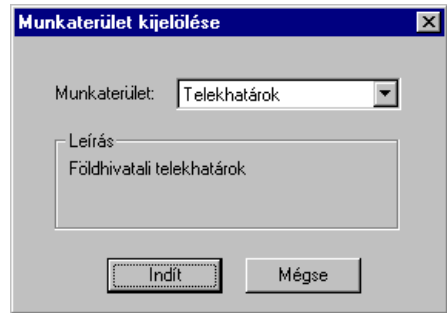 Munkaterület kijelölése
Munkaterület: Telekhatárok
Leírás
Földhivatali telekhatárok
Indít Mégse